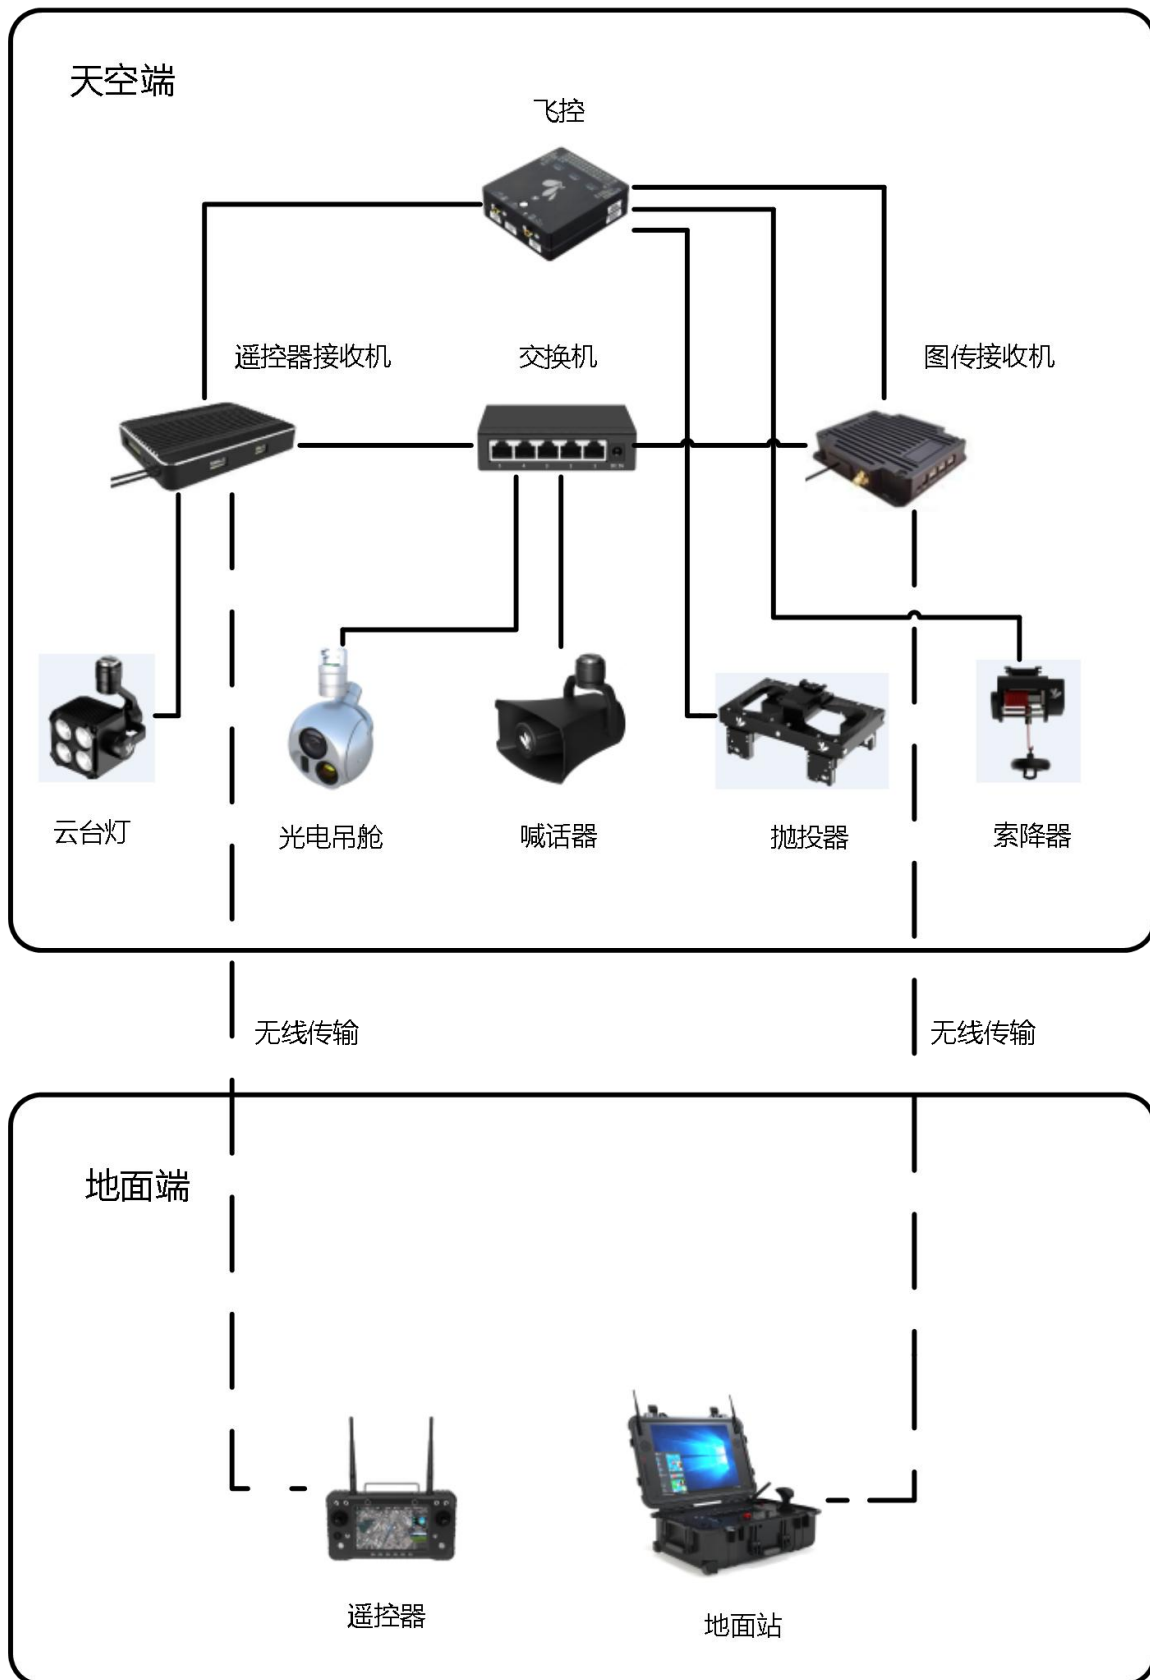 天空端
飞控
遥控器接收机
交换机
图传接收机
云台灯
光电吊舱
喊话器
抛投器
索降器
无线传输
无线传输
地面端
遥控器
地面站